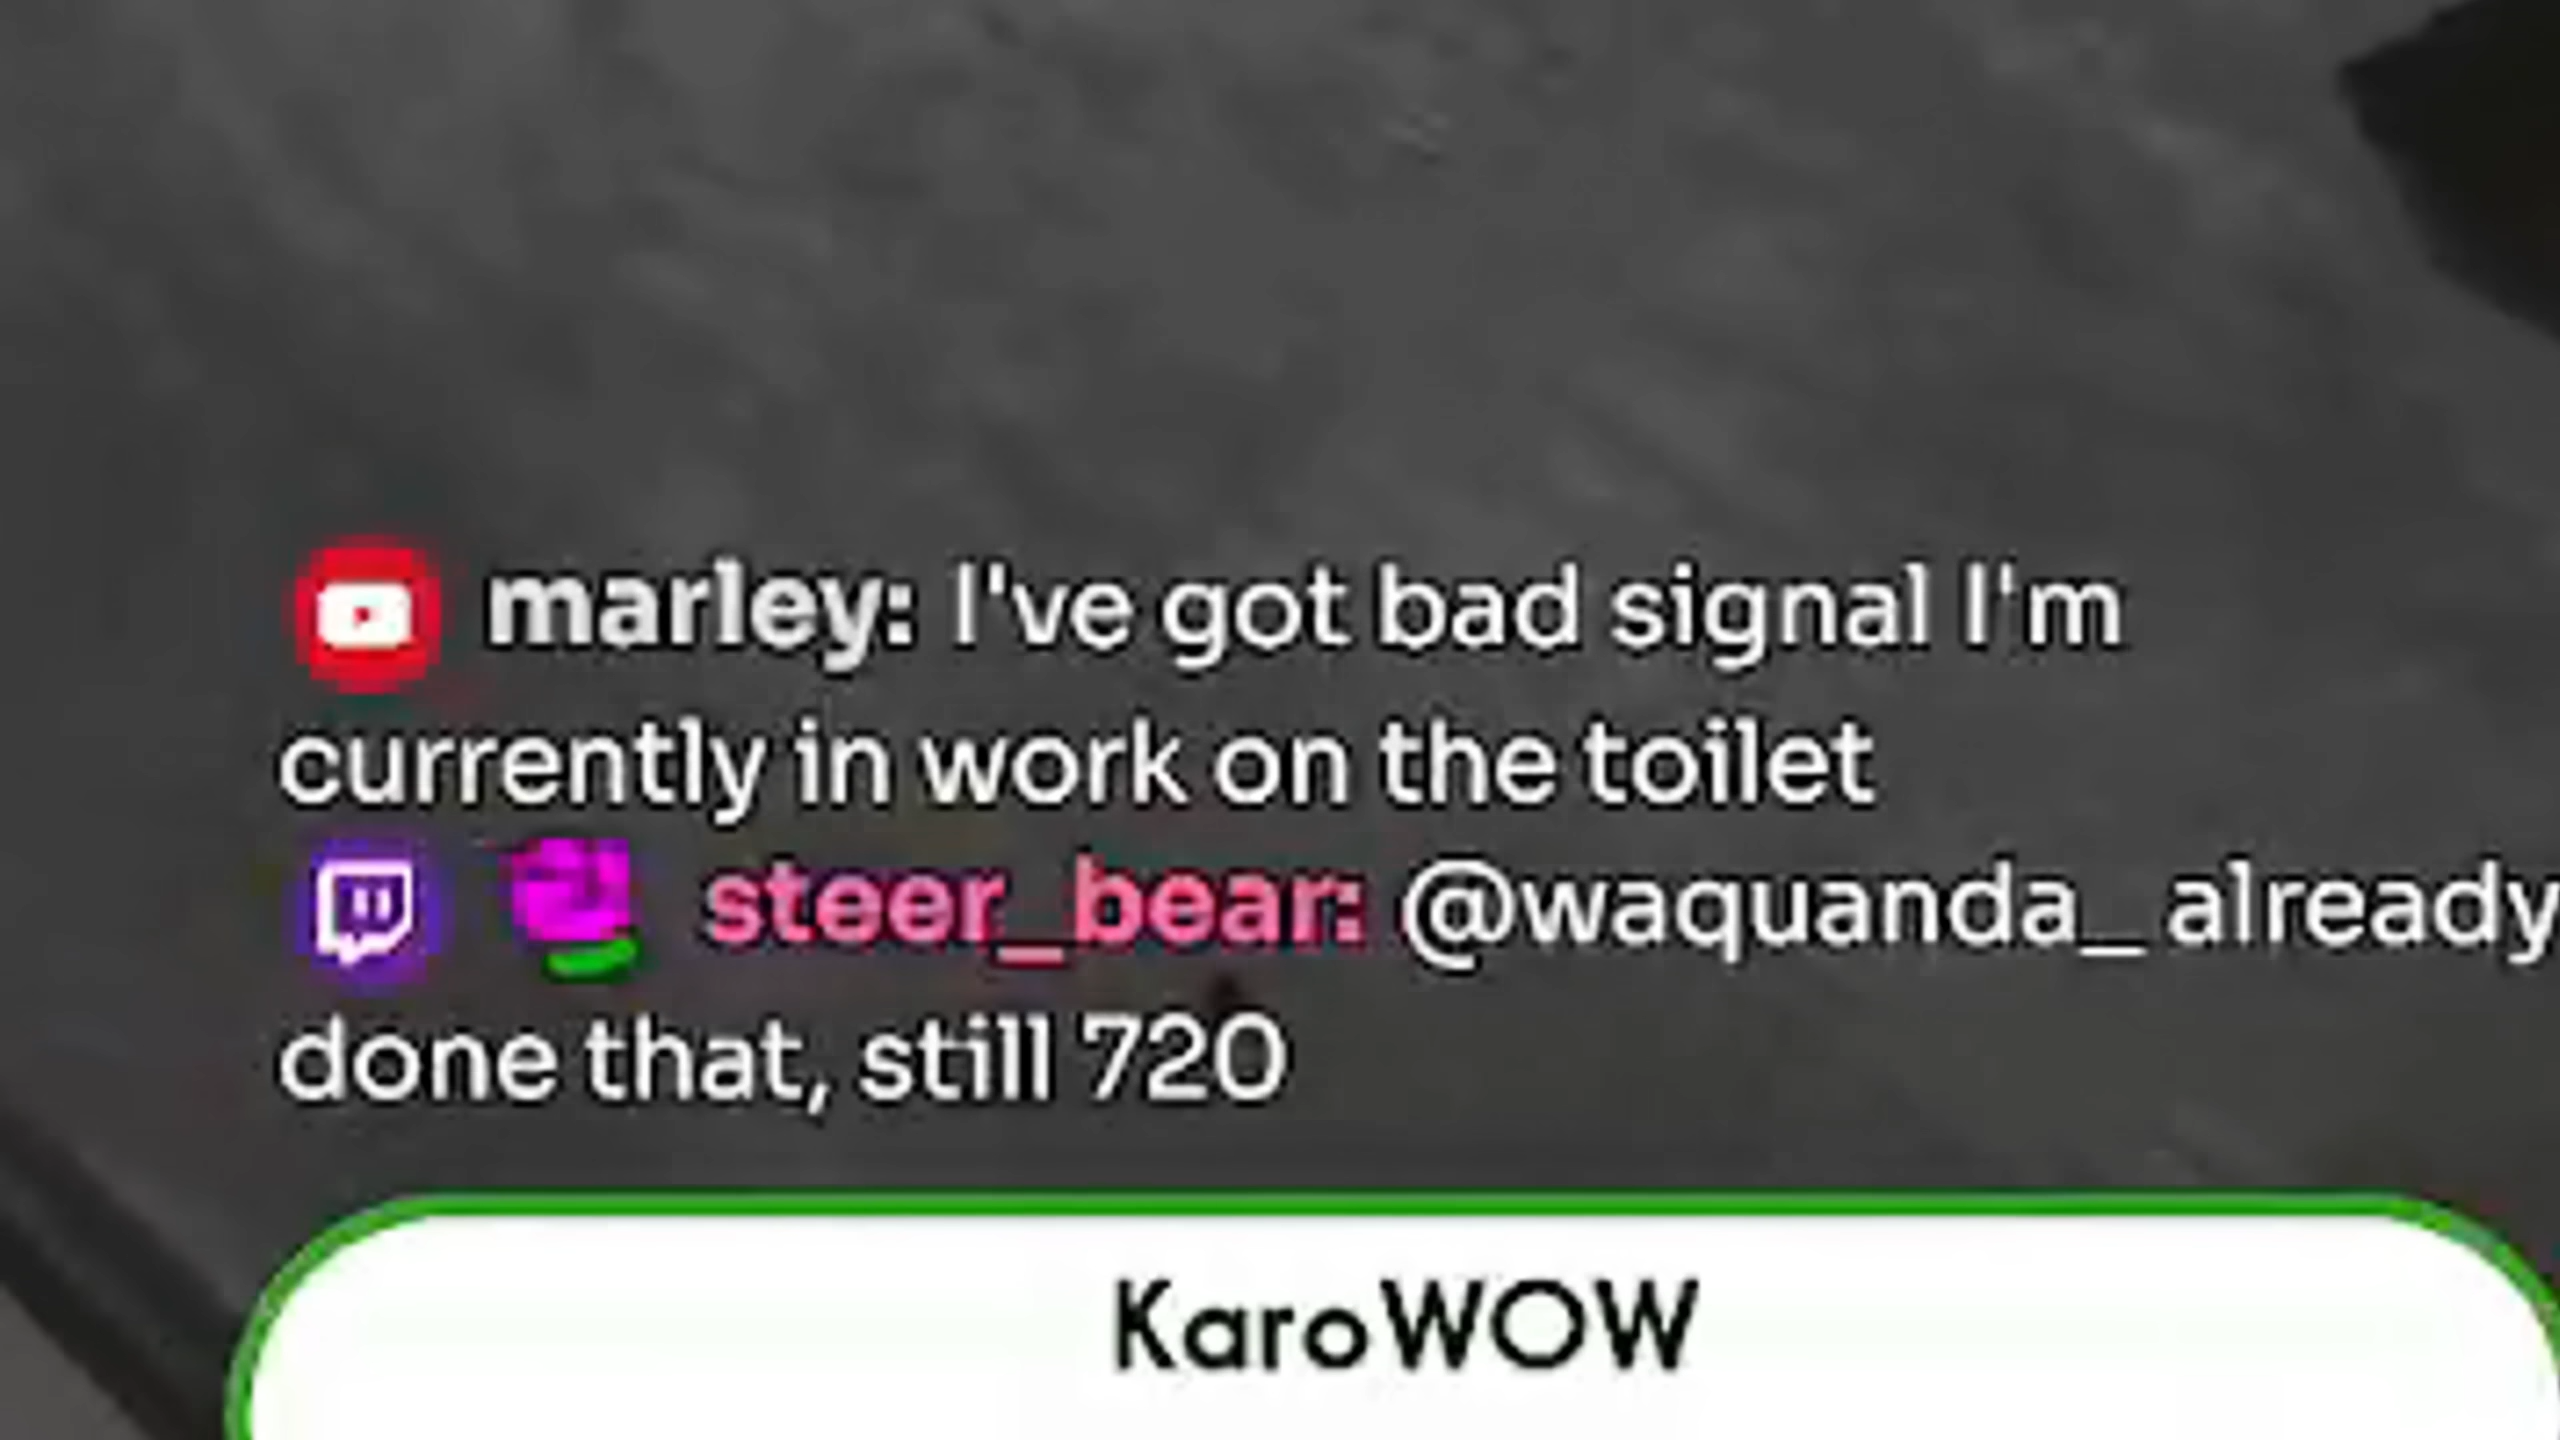 marley: I've got bad signal I'm
currently in work on the toilet
steer_bear: @waquanda_ already
done that, still 720
KaroWOW